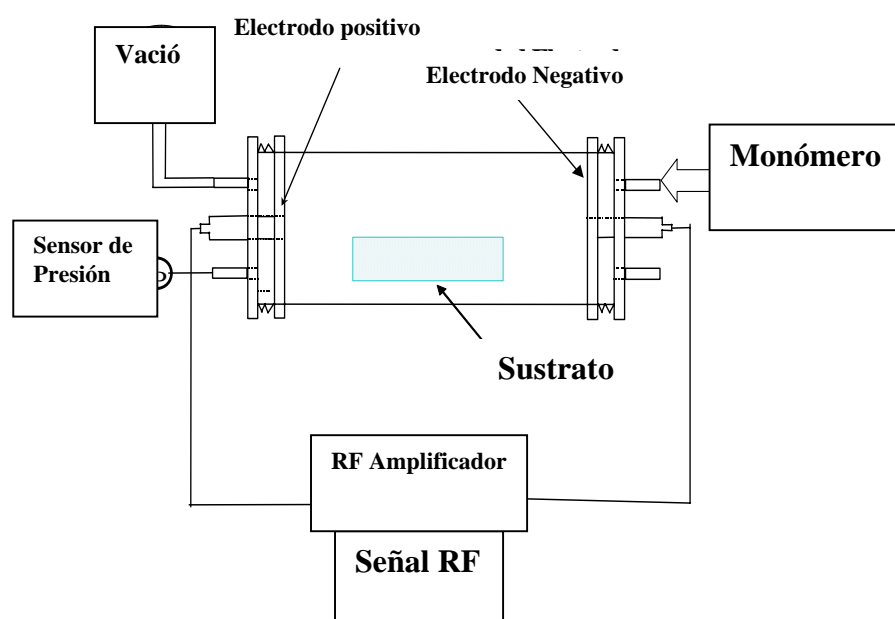 Electrodo positivo
Vació
Electrodo Negativo
Monómero
Sensor de
Presión
Sustrato
RF Amplificador
Señal RF